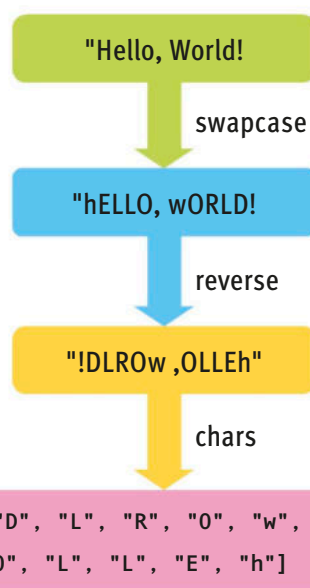 "Hello, World!
swapcase
"hELLO, wORLD!
reverse
"!DLROw ,OLLEh"
chars
"D", "L", "R", "O", "w",
", "L", "L", "E", "h"]